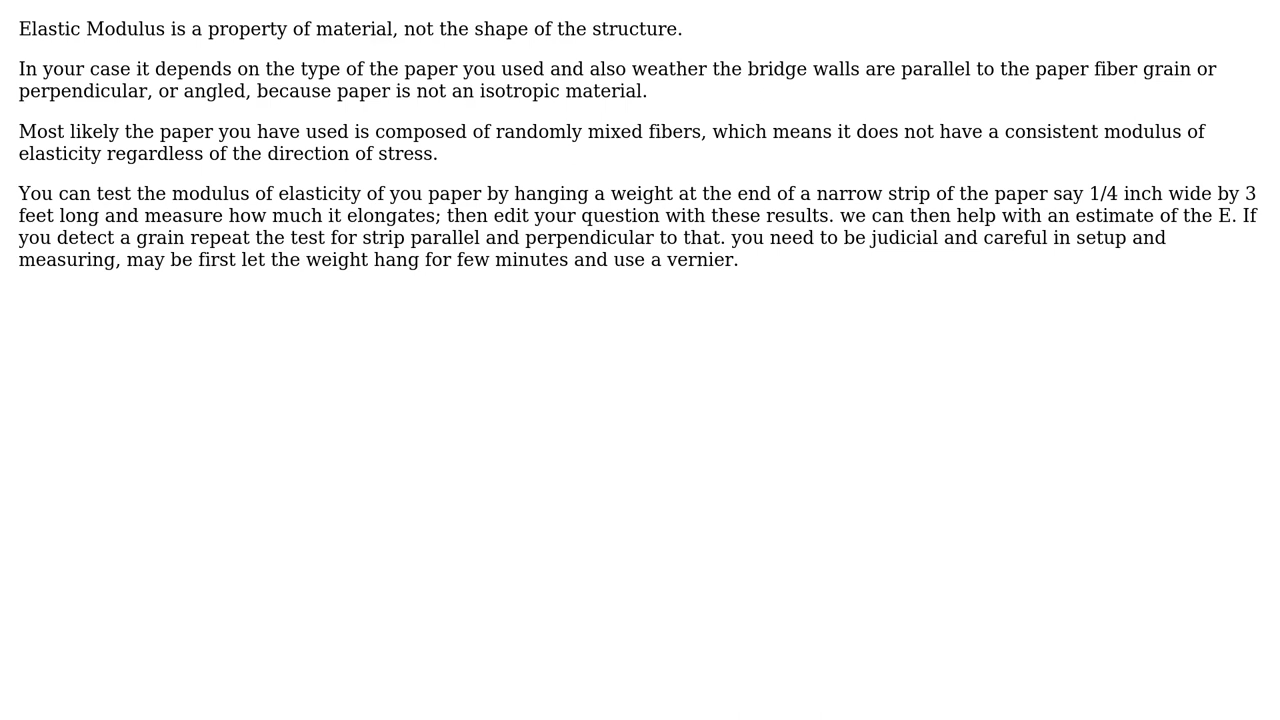 Elastic Modulus is a property of material, not the shape of the structure.
In your case it depends on the type of the paper you used and also weather the bridge walls are parallel to the paper fiber grain or
perpendicular, or angled, because paper is not an isotropic material.
Most likely the paper you have used is composed of randomly mixed fibers, which means it does not have a consistent modulus of
elasticity regardless of the direction of stress.
You can test the modulus of elasticity of you paper by hanging a weight at the end of a narrow strip of the paper say 1/4 inch wide by 3
feet long and measure how much it elongates; then edit your question with these results. we can then help with an estimate of the E. If
you detect a grain repeat the test for strip parallel and perpendicular to that. you need to be judicial and careful in setup and
measuring, may be first let the weight hang for few minutes and use a vernier.